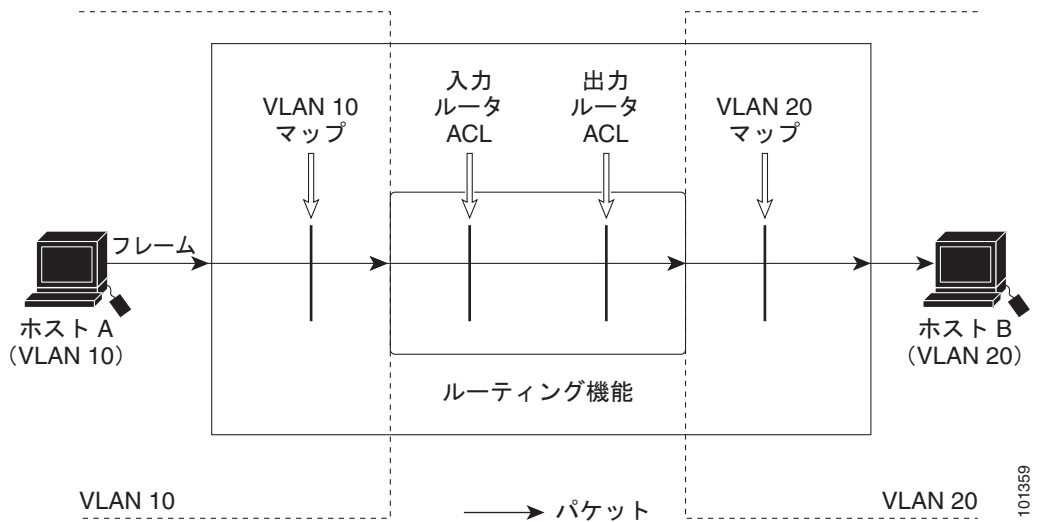 VLAN 10
マップ
入力
ルータ
ACL
出力
ルータ
ACL
VLAN 20
マップ
フレーム
ホスト A
(VLAN 10)
ホスト B
(VLAN 20)
ルーティング機能
VLAN 10
パケット
VLAN 20
101359